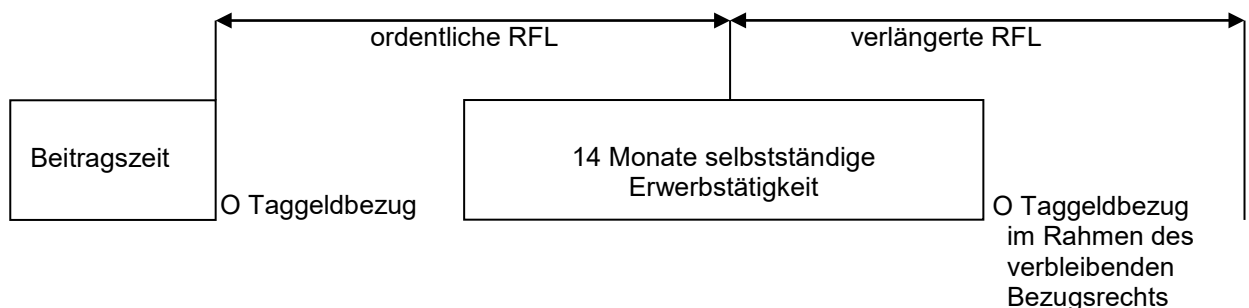 ordentliche RFL
verlängerte RFL
Beitragszeit
14 Monate selbstständige
Erwerbstätigkeit
O Taggeldbezug
O Taggeldbezug
im Rahmen des
verbleibenden
Bezugsrechts